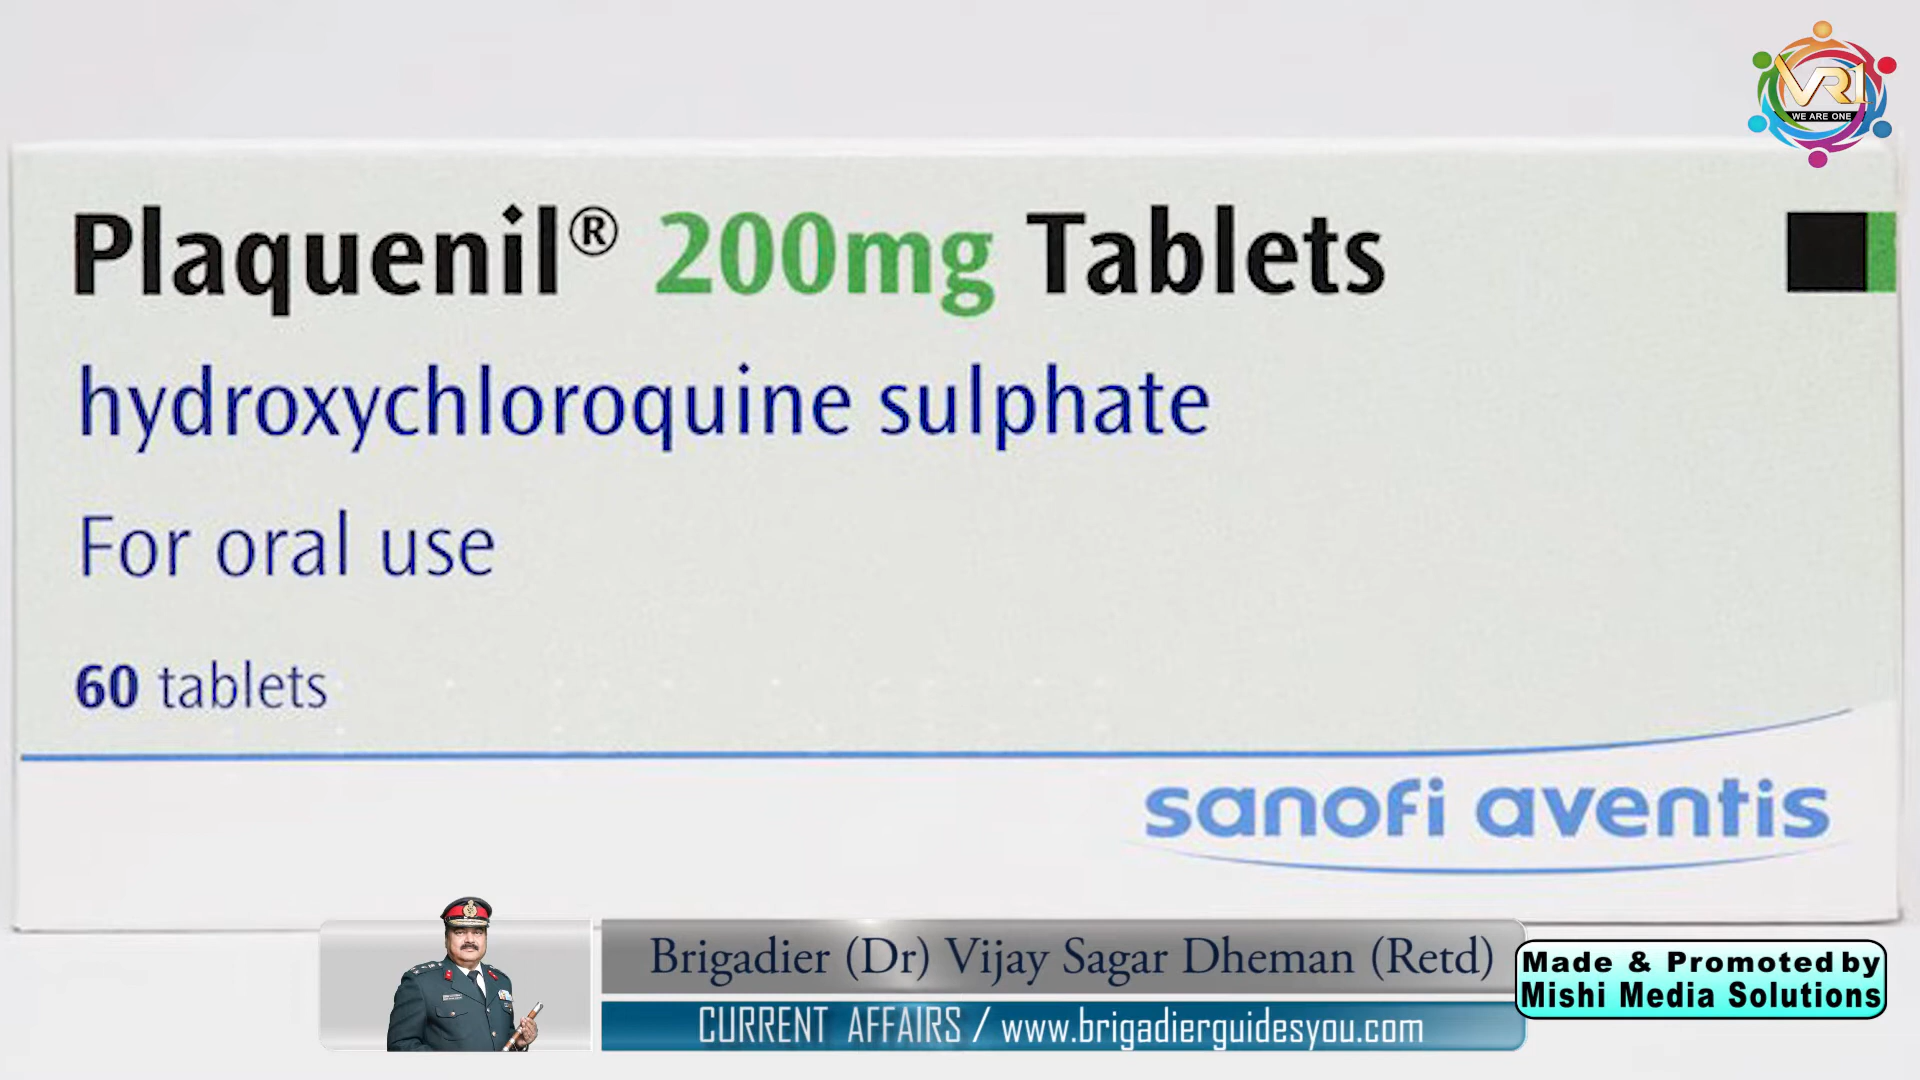 VR1
WE ARE ONE
Plaquenil® 200mg Tablets
hydroxychloroquine sulphate
For oral use
60 tablets
sanofi aventis
Brigadier (Dr) Vijay Sagar Dheman (Retd)
CURRENT AFFAIRS / www.brigadierguidesyou.com
Made & Promoted by
Mishi Media Solutions